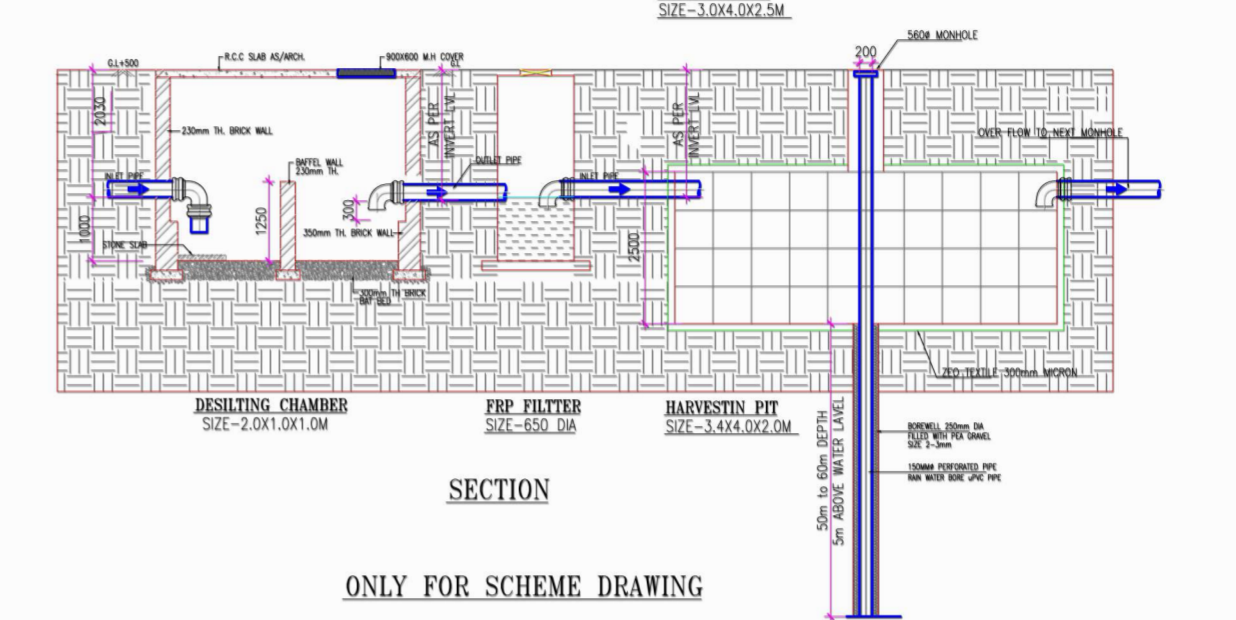 SIZE-3.0X4.0X2.5M
560ø MONHOLE
200
R.C.C SLAB AS/ARCH.
900X600 M.H COVER
G.L+500
G.L
2030
AS PER
INVERT LVL
AS PER
INVERT LVL
230mm TH. BRICK WALL
OVER FLOW TO NEXT MONHOLE
BAFFEL WALL
230mm TH.
OUTLET PIPE
INLET PIPE
INLET PIPE
1000
1250
300
350mm TH. BRICK WALL
STONE SLAB
2500
300mm TH BRICK
BAT BED
ZEO TEXTILE 300mm MICRON
DESILTING CHAMBER
SIZE-2.0X1.0X1.0M
FRP FILTTER
SIZE-650 DIA
HARVESTIN PIT
SIZE-3.4X4.0X2.0M
50m to 60m DEPTH
5m ABOVE WATER LAVEL
BOREWELL 250mm DIA
FILLED WITH PEA GRAVEL
SIZE 2-3mm
150MMø PERFORATED PIPE
RAIN WATER BORE uPVC PIPE
SECTION
ONLY FOR SCHEME DRAWING